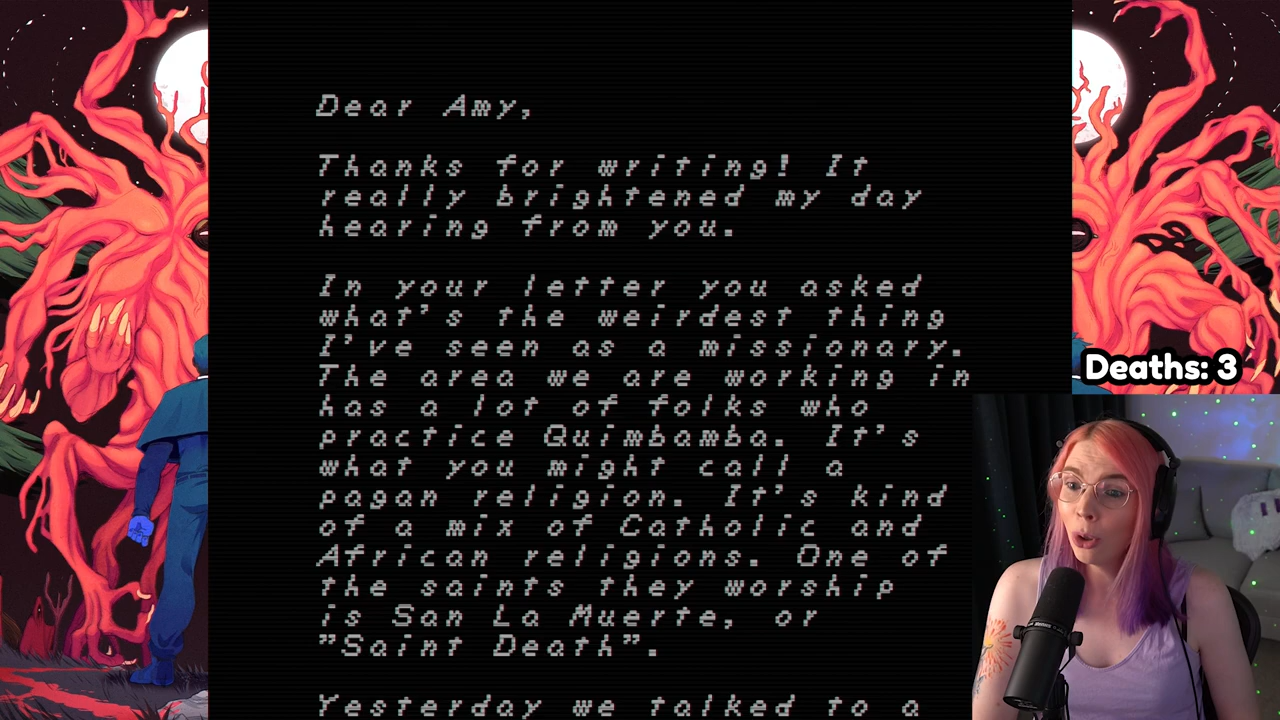 Dear Amy,
Thanks for writing! It
really brightened my day
hearing from you.
In your letter you asked
what's the weirdest thing
I've seen as a missionary.
The area we are working in
has a lot of folks who
practice Quimbamba. It's
what you might call a
pagan religion. It's kind
of a mix of Catholic and
African religions. One of
the saints they worship
is San La Muerte, or
"Saint Death".
Yesterday we talked to a
Deaths: 3